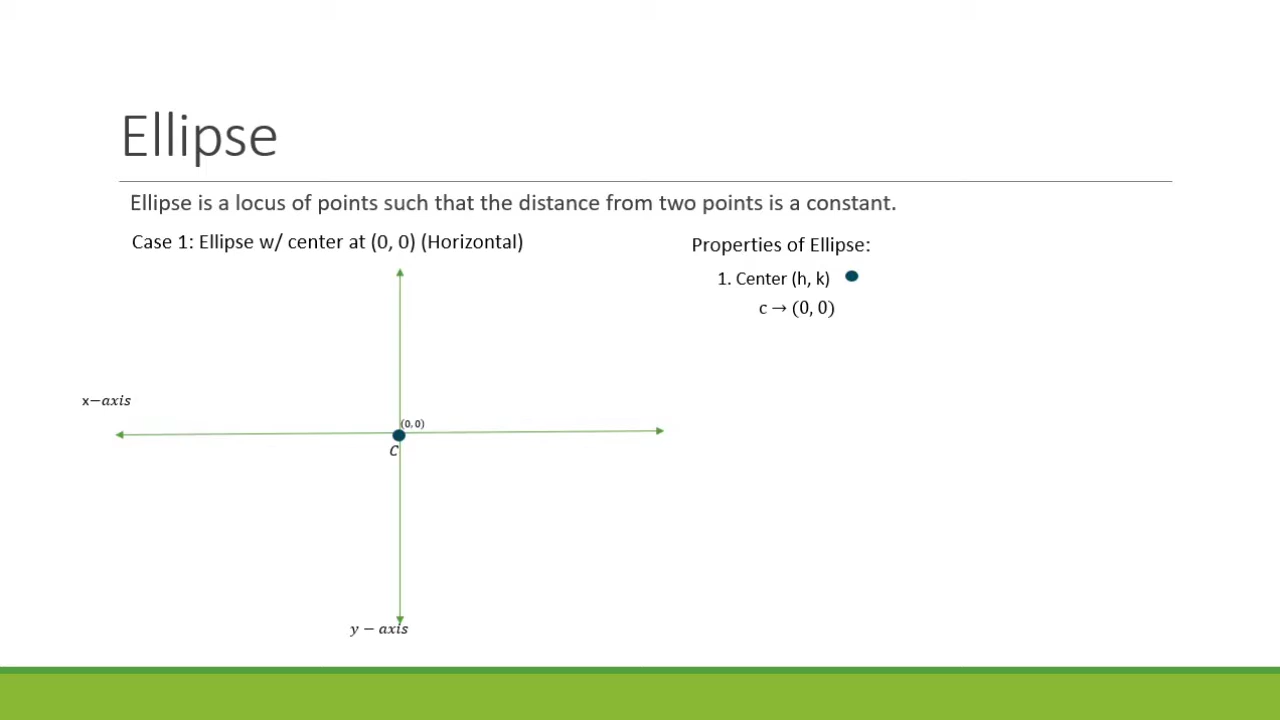 Ellipse
Ellipse is a locus of points such that the distance from two points is a constant.
Case 1: Ellipse w/ center at (0, 0) (Horizontal)
Properties of Ellipse:
1. Center (h, k)
c → (0, 0)
x−axis
(0, 0)
C
y − axis